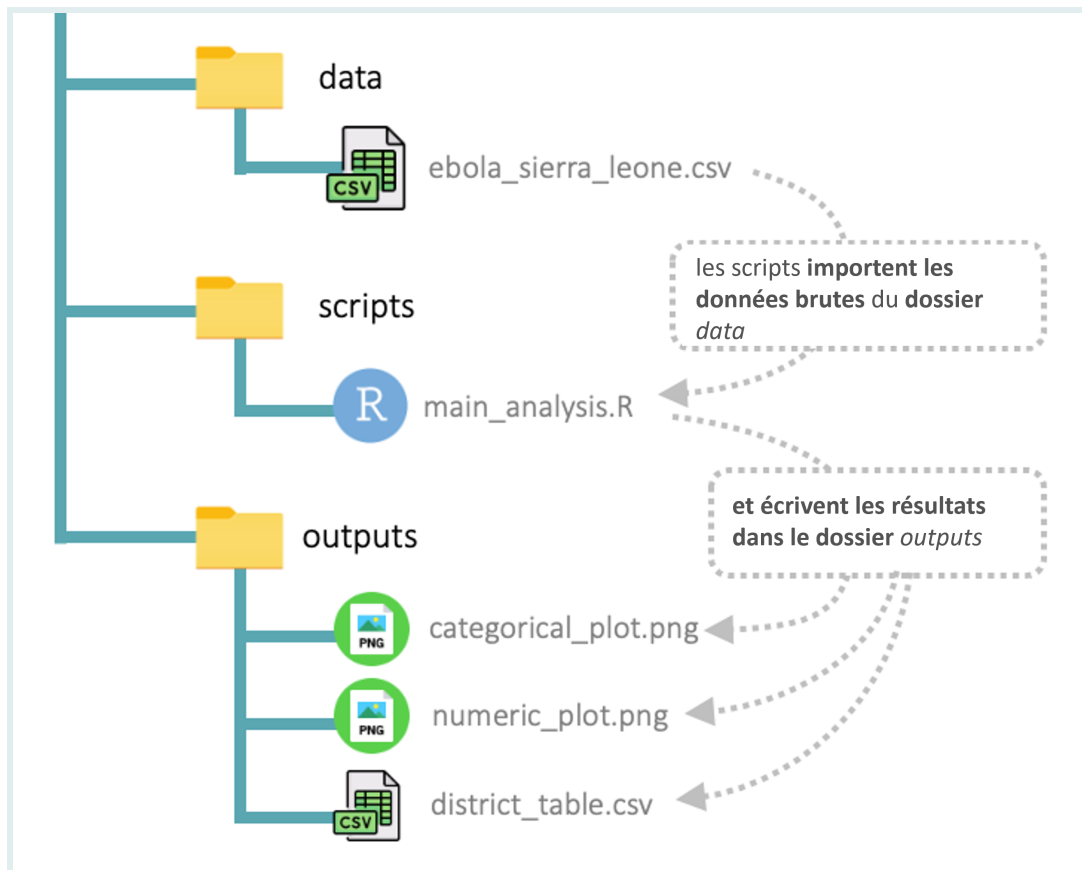 data
CSV
ebola_sierra_leone.csv
les scripts importent les
données brutes du dossier
data
scripts
R
main_analysis.R
et écrivent les résultats
dans le dossier outputs
outputs
PNG
categorical_plot.png
PNG
numeric_plot.png
CSV
district_table.csv